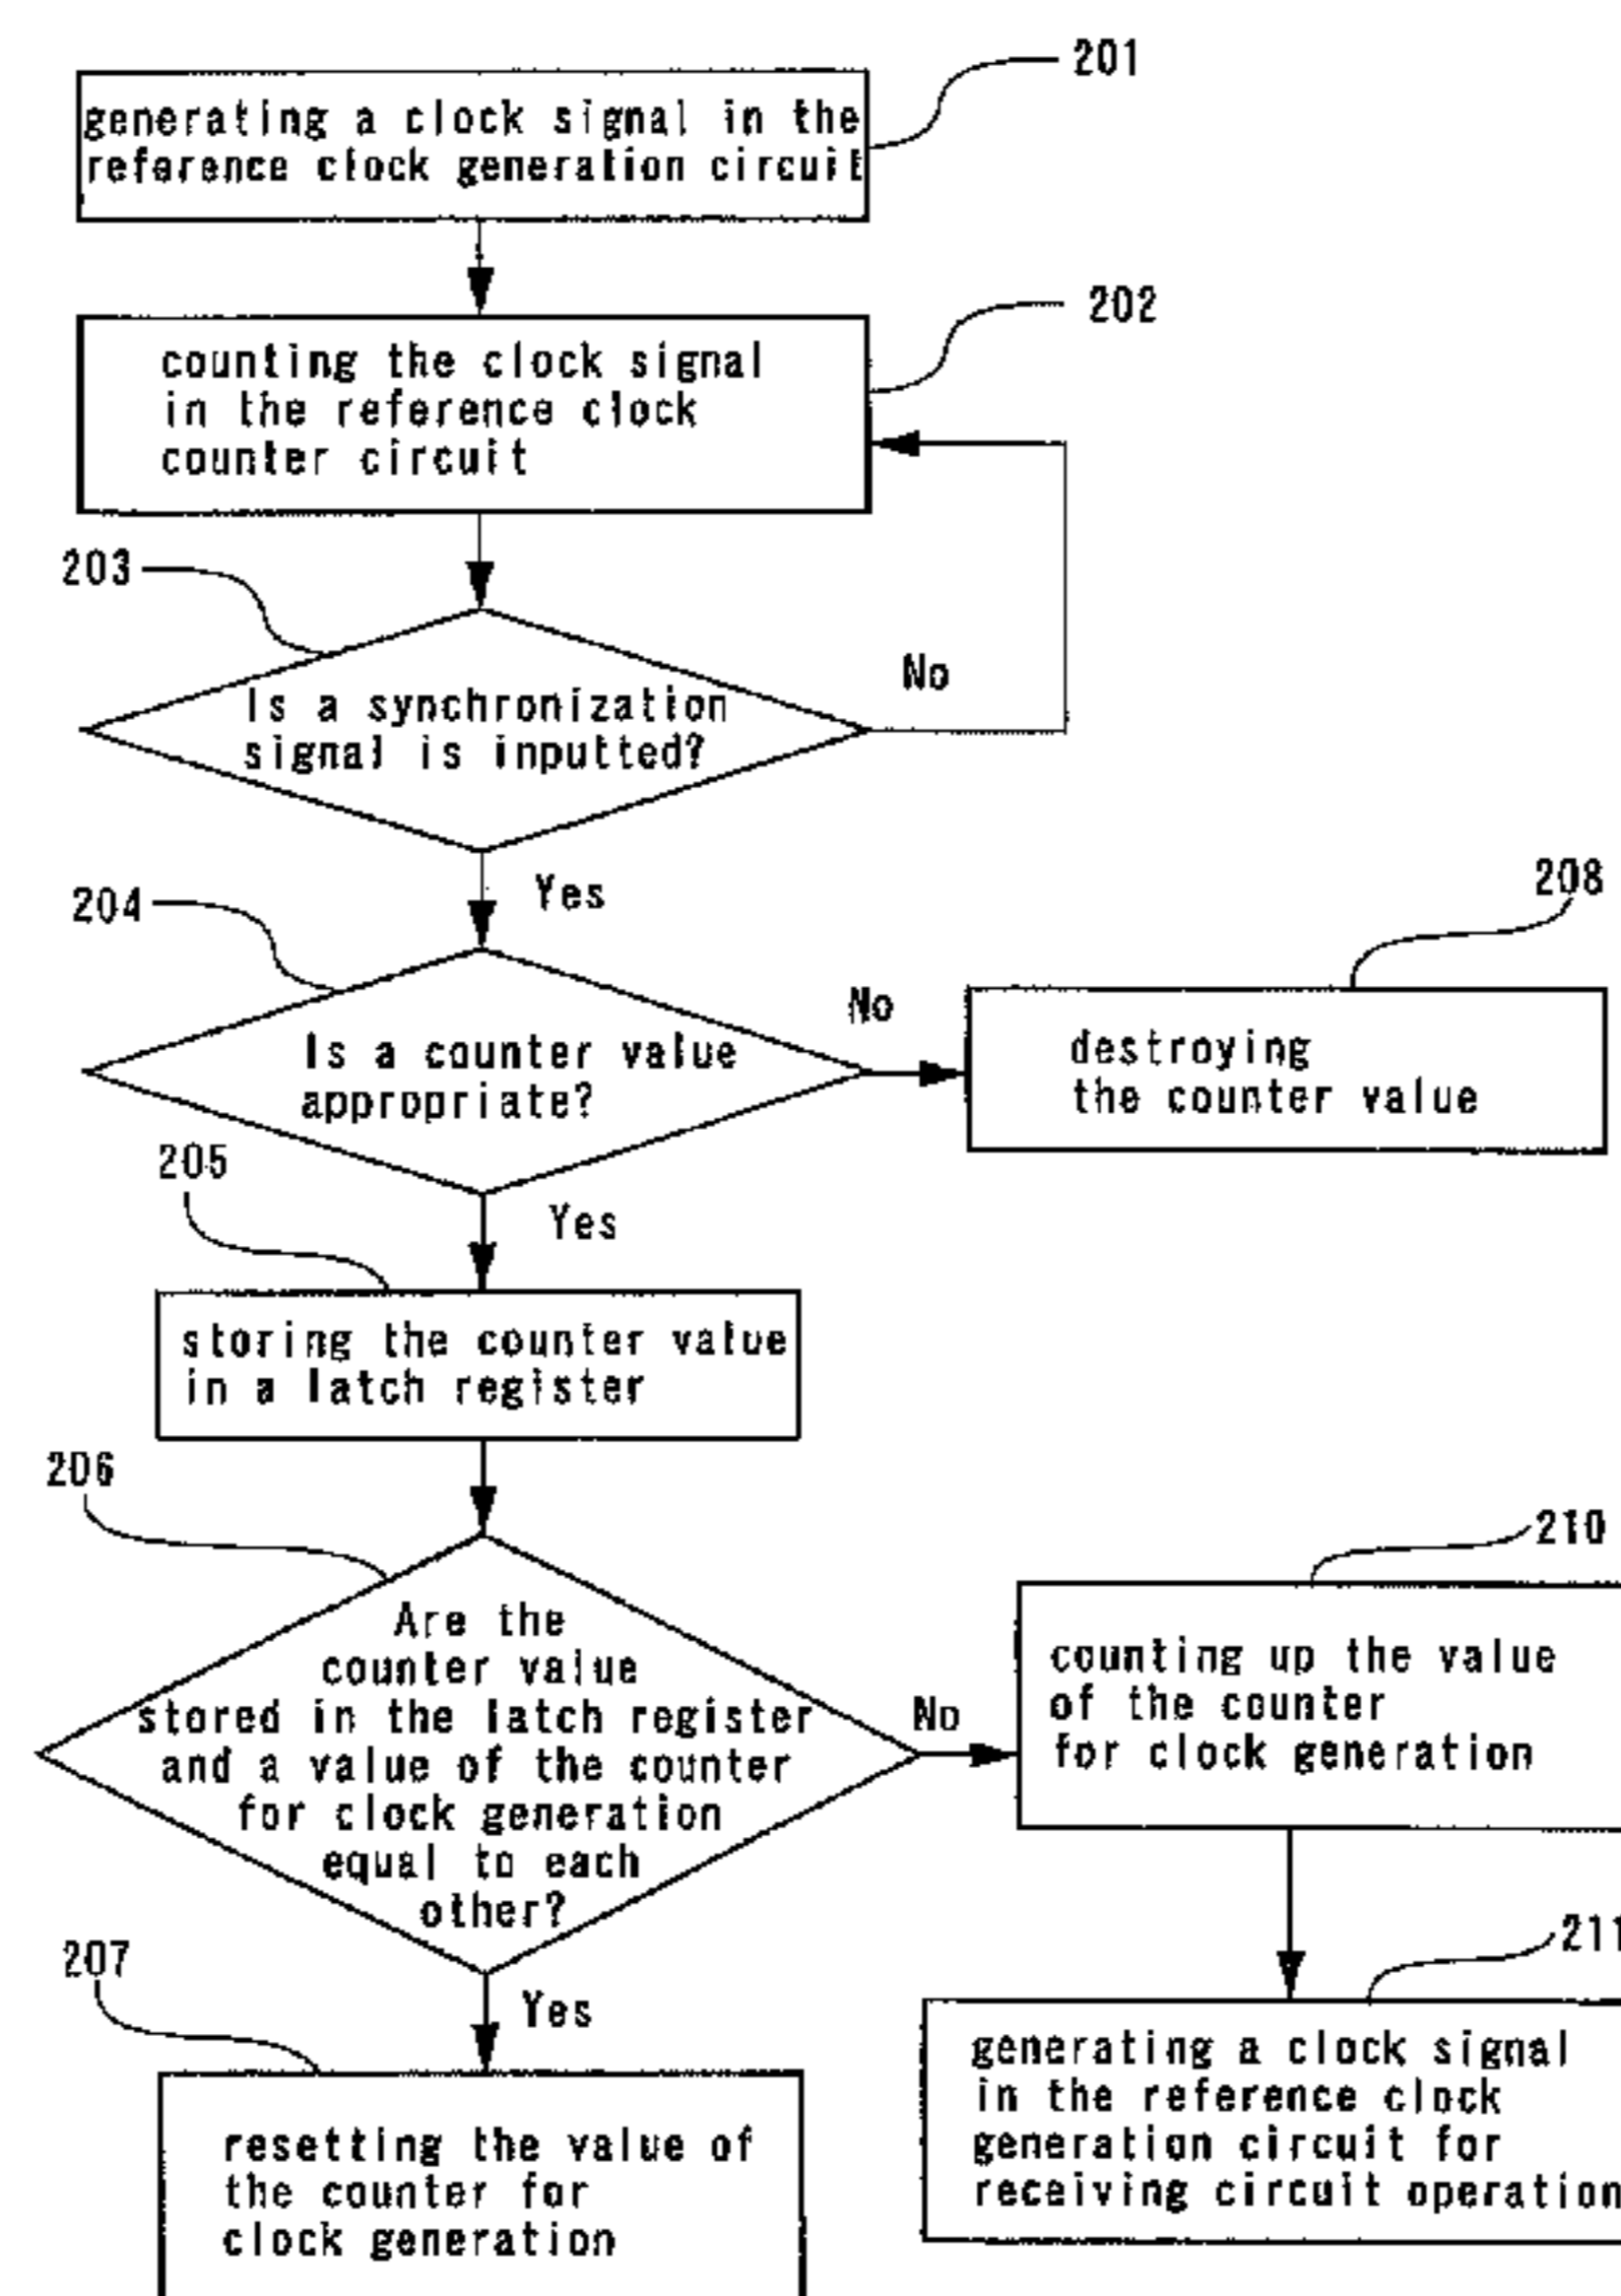 201
generating a clock signal in the
reference clock generation circuit
202
counting the clock signal
in the reference clock
counter circuit
203
No
Is a synchronization
signal is inputted?
Yes
208
204
No
Is a counter value
appropriate?
destroying
the counter value
205
Yes
storing the counter value
in a latch register
206
210
Are the
counter value
stored in the latch register
and a value of the counter
for clock generation
equal to each
other?
No
counting up the value
of the counter
for clock generation
207
211
Yes
generating a clock signal
in the reference clock
generation circuit for
receiving circuit operation
resetting the value of
the counter for
clock generation